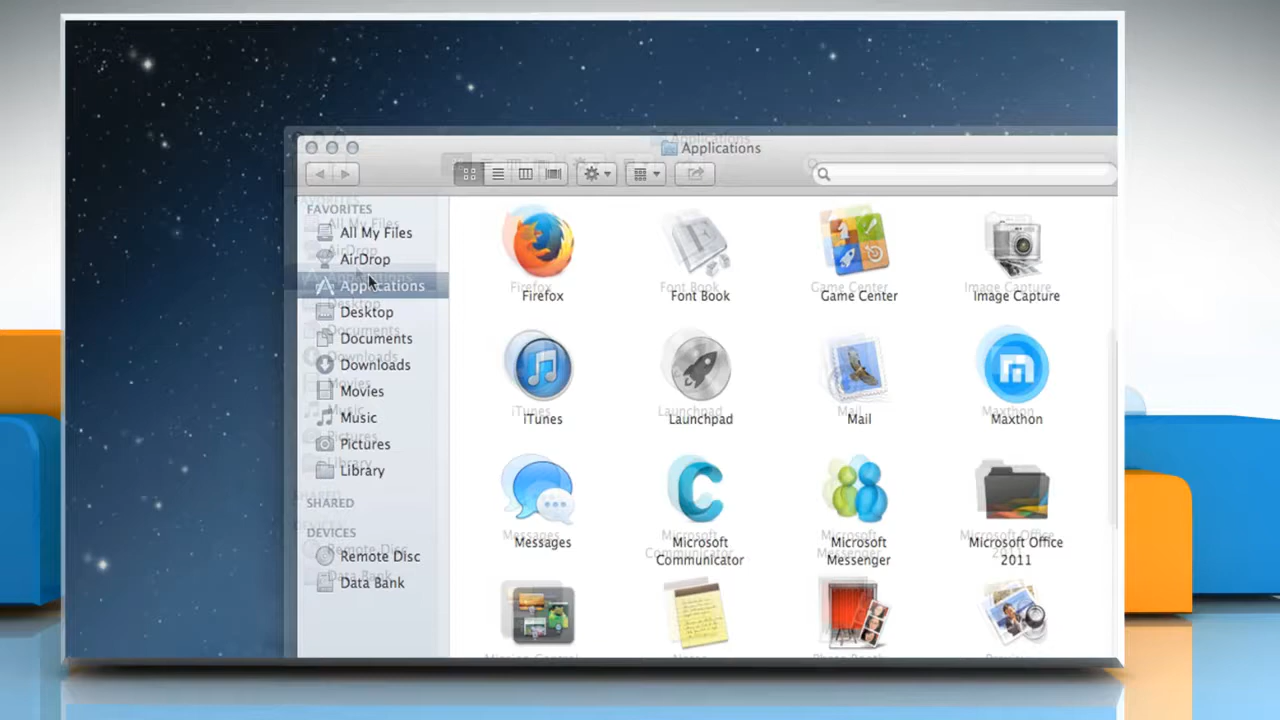 Applications
FAVORITES
All My Files
AirDrop
Applications
Desktop
Documents
Downloads
Movies
Music
Pictures
Library
SHARED
DEVICES
Remote Disc
Data Bank
Firefox
Font Book
Game Center
Image Capture
iTunes
Launchpad
Mail
Maxthon
Messages
Microsoft
Communicator
Microsoft
Messenger
Microsoft Office
2011